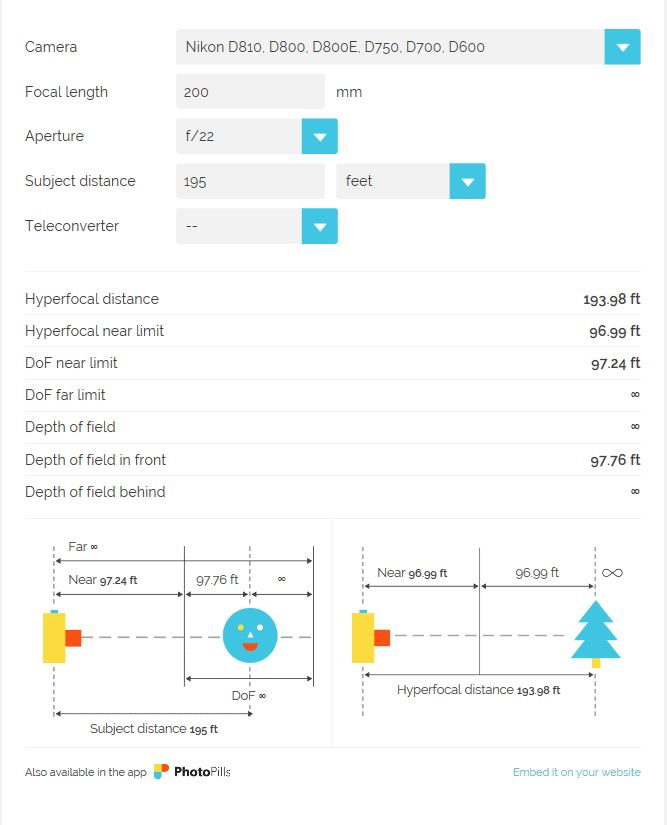 Camera Nikon D810, D800, D800E, D750, D700, D600
Focal length 200 mm
Aperture f/22
Subject distance 195 feet
Teleconverter --
Hyperfocal distance 193.98 ft
Hyperfocal near limit 96.99 ft
DoF near limit 97.24 ft
DoF far limit ∞
Depth of field ∞
Depth of field in front 97.76 ft
Depth of field behind ∞
Far ∞
Near 97.24 ft 97.76 ft ∞
DoF ∞
Subject distance 195 ft
Near 96.99 ft 96.99 ft ∞
Hyperfocal distance 193.98 ft
Also available in the app PhotoPills Embed it on your website